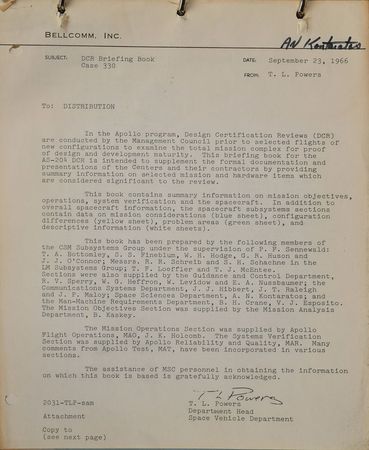 BELLCOMM, INC.
AN Kontaratos
SUBJECT: DCR Briefing Book
Case 330
DATE: September 23, 1966
FROM: T. L. Powers
To: DISTRIBUTION
In the Apollo program, Design Certification Reviews (DCR)
are conducted by the Management Council prior to selected flights of
new configurations to examine the total mission complex for proof
of design and development maturity. This briefing book for the
AS-204 DCR is intended to supplement the formal documentation and
presentations of the Centers and their contractors by providing
summary information on selected mission and hardware items which
are considered significant to the review.
This book contains summary information on mission objectives,
operations, system verification and the spacecraft. In addition to
overall spacecraft information, the spacecraft subsystems sections
contain data on mission considerations (blue sheet), configuration
differences (yellow sheet), problem areas (green sheet), and
descriptive information (white sheets).
This book has been prepared by the following members of
the CSM Subsystems Group under the supervision of P. F. Sennewald:
T. A. Bottomley, S. S. Fineblum, W. H. Hodge, G. N. Huson and
J. J. O'Connor; Messrs. R. R. Schreib and S. H. Schachne in the
LM Subsystems Group; T. F. Loeffler and T. J. McEntee.
Sections were also supplied by the Guidance and Control Department,
R. V. Sperry, W. G. Heffron, W. Levidow and K. A. Nussbaumer; the
Communications Systems Department, J. J. Hibbert, J. T. Raleigh
and J. P. Maloy; Space Sciences Department, A. N. Kontaratos; and
the Man-Machine Requirements Department, B. H. Crane, V. J. Esposito.
The Mission Objectives Section was supplied by the Mission Analysis
Department, B. Kaskey.
The Mission Operations Section was supplied by Apollo
Flight Operations, MAO, J. K. Holcomb. The Systems Verification
Section was supplied by Apollo Reliability and Quality, MAR. Many
comments from Apollo Test, MAT, have been incorporated in various
sections.
The assistance of MSC personnel in obtaining the information
on which this book is based is gratefully acknowledged.
T L Powers
2031-TLP-sam
T. L. Powers
Department Head
Space Vehicle Department
Attachment
Copy to
(see next page)